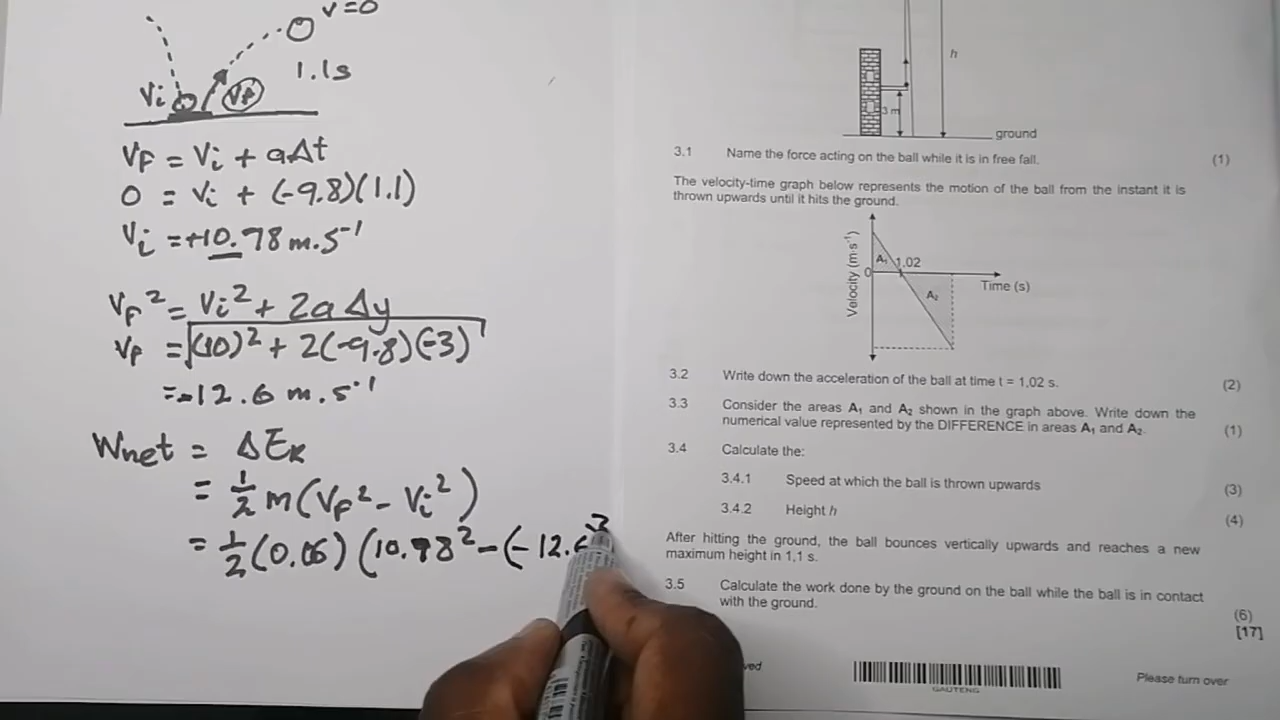 V=0
1.1s
Vi
VF
VF = Vi + aΔt
0 = Vi + (-9.8)(1.1)
Vi = +10.78 m.s-1
VF² = Vi² + 2aΔy
VF = √(10)² + 2(-9.8)(-3)
= -12.6 m.s-1
Wnet = ΔEk
= 1/2 m(VF² - Vi²)
= 1/2 (0.06) (10.78² - (-12.6
h
3 m
ground
3.1 Name the force acting on the ball while it is in free fall. (1)
The velocity-time graph below represents the motion of the ball from the instant it is
thrown upwards until it hits the ground.
Velocity (m·s-1)
0
A1
1,02
A2
Time (s)
3.2 Write down the acceleration of the ball at time t = 1,02 s. (2)
3.3 Consider the areas A1 and A2 shown in the graph above. Write down the
numerical value represented by the DIFFERENCE in areas A1 and A2. (1)
3.4 Calculate the:
3.4.1 Speed at which the ball is thrown upwards (3)
3.4.2 Height h (4)
After hitting the ground, the ball bounces vertically upwards and reaches a new
maximum height in 1,1 s.
3.5 Calculate the work done by the ground on the ball while the ball is in contact
with the ground. (6)
[17]
GAUTENG
Please turn over